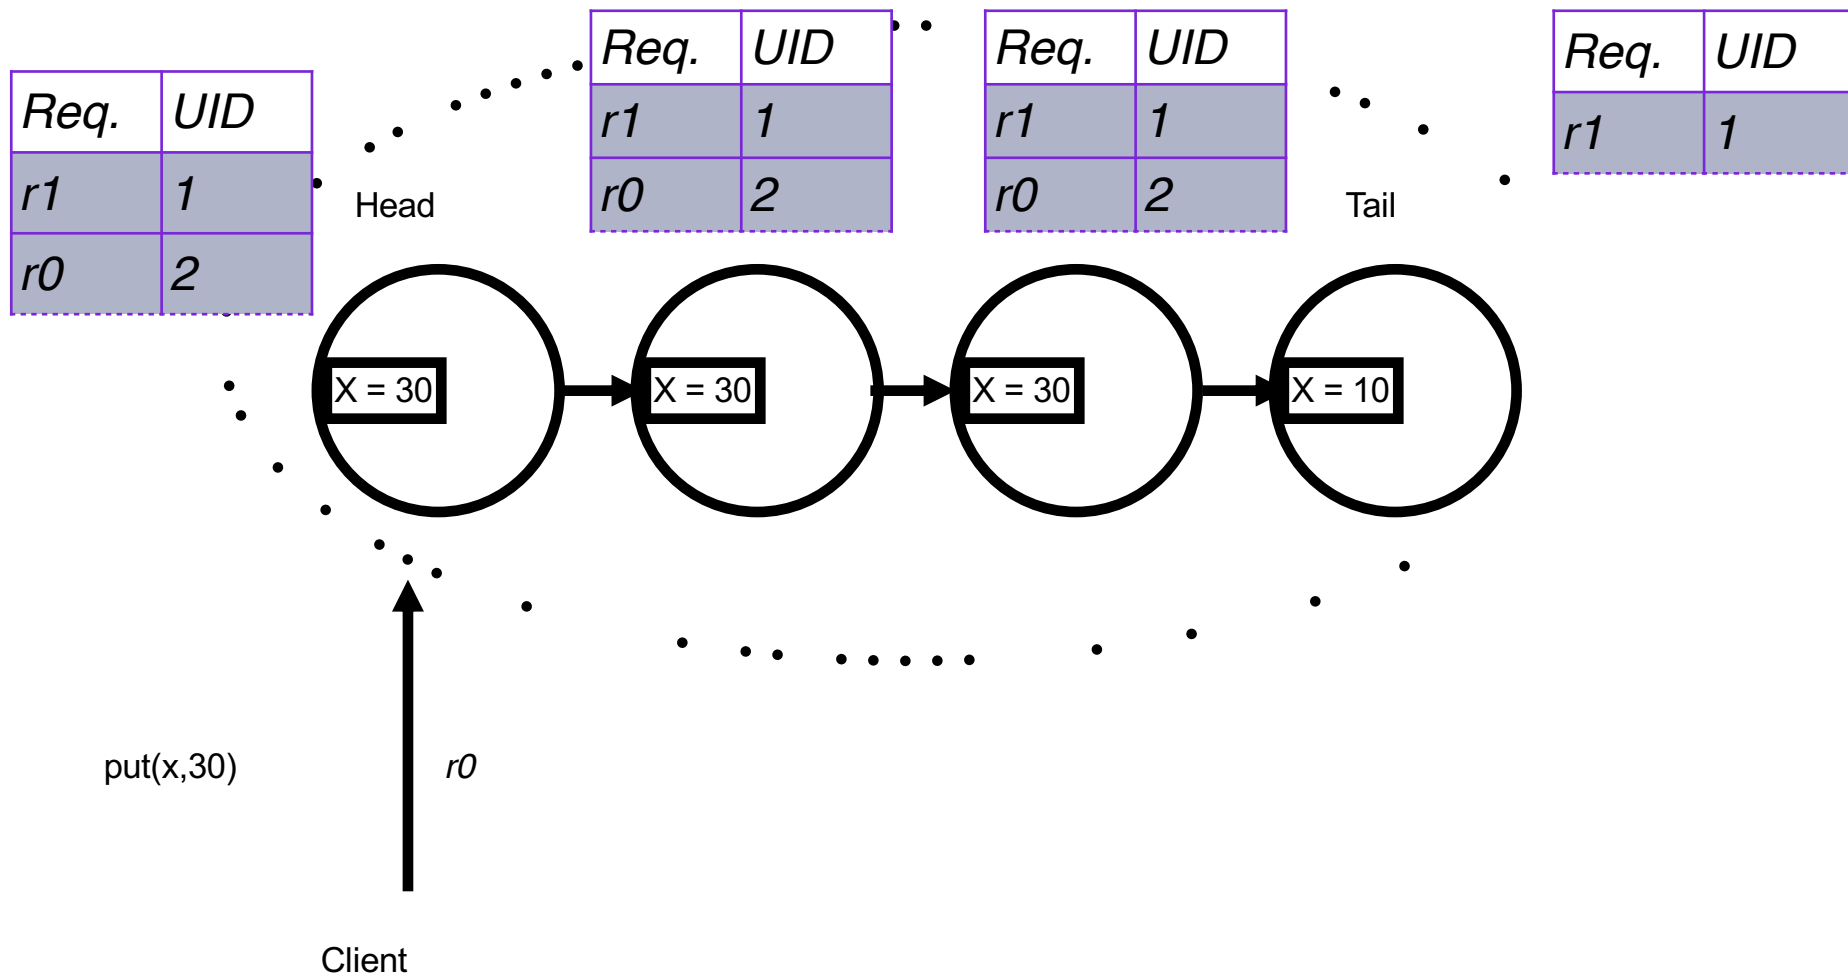 Req. UID
r1 1
r0 2
Req. UID
r1 1
r0 2
Req. UID
r1 1
r0 2
Req. UID
r1 1
Head
Tail
X = 30
X = 30
X = 30
X = 10
put(x,30)
r0
Client